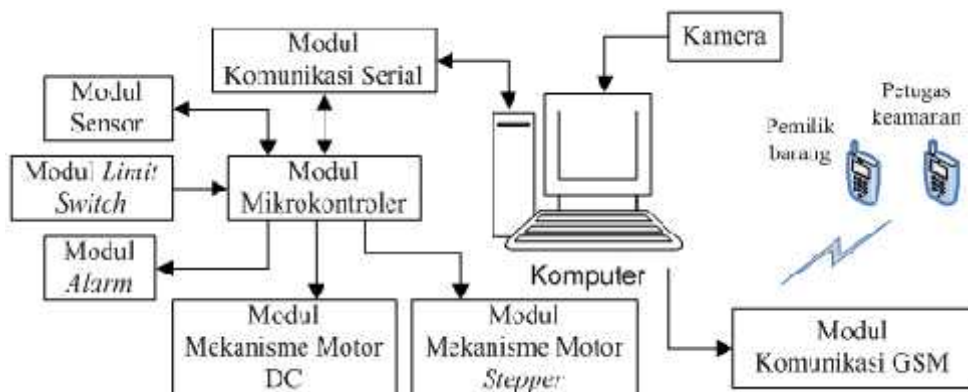 Modul
Komunikasi Serial
Kamera
Modul
Sensor
Petugas
keamaran
Pemilik
barang
Modul Limit
Switch
Modul
Mikrokontroler
Modul
Alarm
Komputer
Modul
Mekanisme Motor
DC
Modul
Mekanisme Motor
Stepper
Modul
Komunikasi GSM